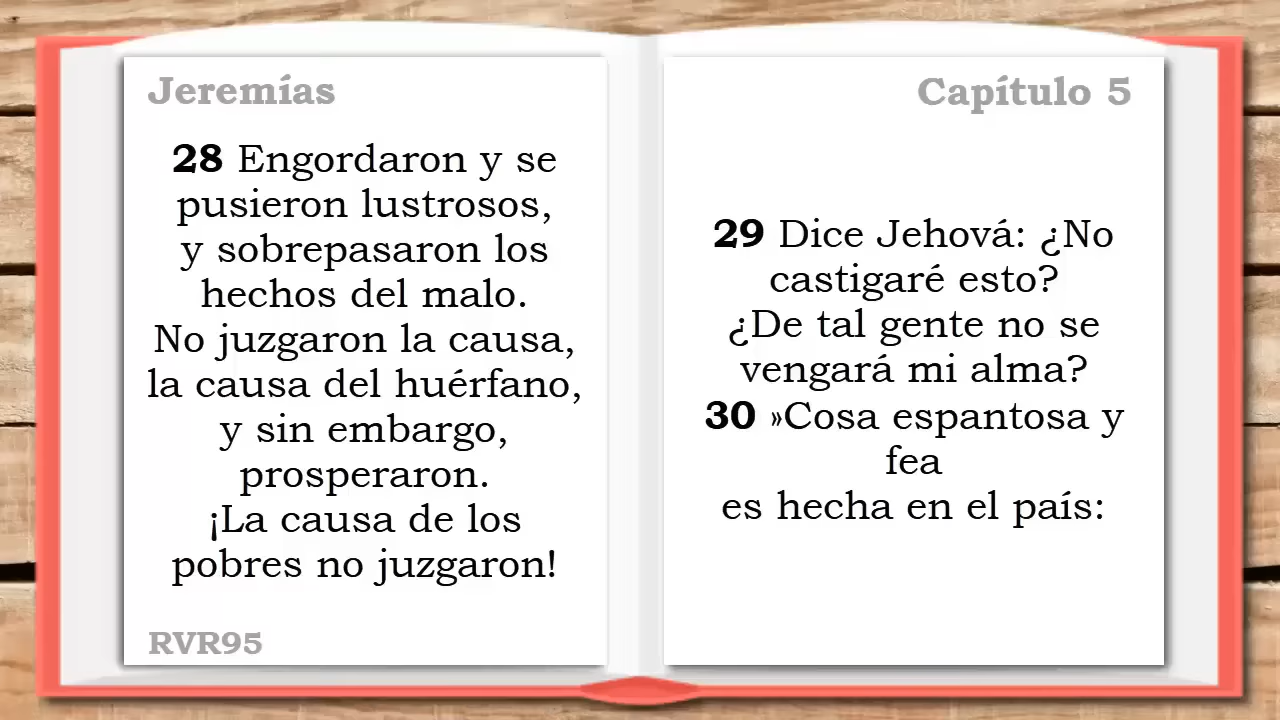 Jeremías
28 Engordaron y se
pusieron lustrosos,
y sobrepasaron los
hechos del malo.
No juzgaron la causa,
la causa del huérfano,
y sin embargo,
prosperaron.
¡La causa de los
pobres no juzgaron!
RVR95
Capítulo 5
29 Dice Jehová: ¿No
castigaré esto?
¿De tal gente no se
vengará mi alma?
30 »Cosa espantosa y
fea
es hecha en el país: